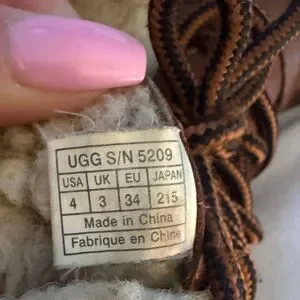 UGG S/N 5209
USA UK EU JAPAN
4 3 34 215
Made in China
Fabrique en Chine